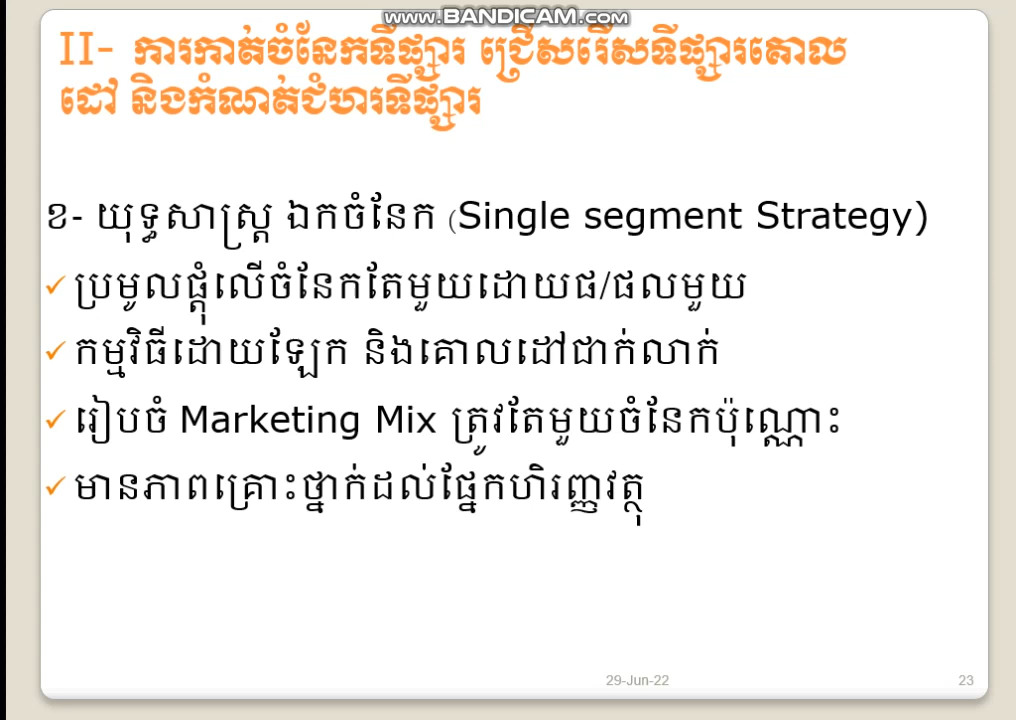 www.BANDICAM.com
II- ការកាត់ចំនែកទីផ្សារ ជ្រើសរើសទីផ្សារគោល
ដៅ និងកំណត់ជំហរទីផ្សារ
ខ- យុទ្ធសាស្ត្រ ឯកចំនែក (Single segment Strategy)
✓ ប្រមូលផ្តុំលើចំនែកតែមួយដោយផ/ផលមួយ
✓ កម្មវិធីដោយឡែក និងគោលដៅជាក់លាក់
✓ រៀបចំ Marketing Mix ត្រូវតែមួយចំនែកប៉ុណ្ណោះ
✓ មានភាពគ្រោះថ្នាក់ដល់ផ្នែកហិរញ្ញវត្ថុ
29-Jun-22 23